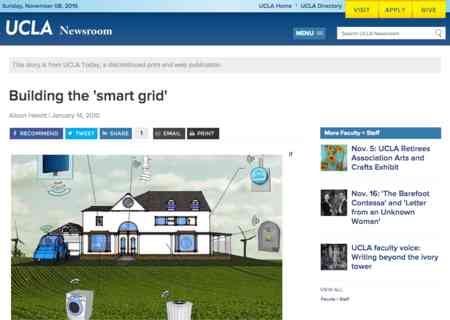 Sunday, November 08, 2015
UCLA Home | UCLA Directory
VISIT APPLY GIVE
UCLA Newsroom
MENU
Search UCLA Newsroom
This story is from UCLA Today, a discontinued print and web publication.
Building the 'smart grid'
Alison Hewitt | January 14, 2010
RECOMMEND TWEET SHARE 1 EMAIL PRINT
If
More Faculty + Staff
Nov. 5: UCLA Retirees
Association Arts and
Crafts Exhibit
Nov. 16: 'The Barefoot
Contessa' and 'Letter
from an Unknown
Woman'
UCLA faculty voice:
Writing beyond the ivory
tower
VIEW ALL
Faculty + Staff